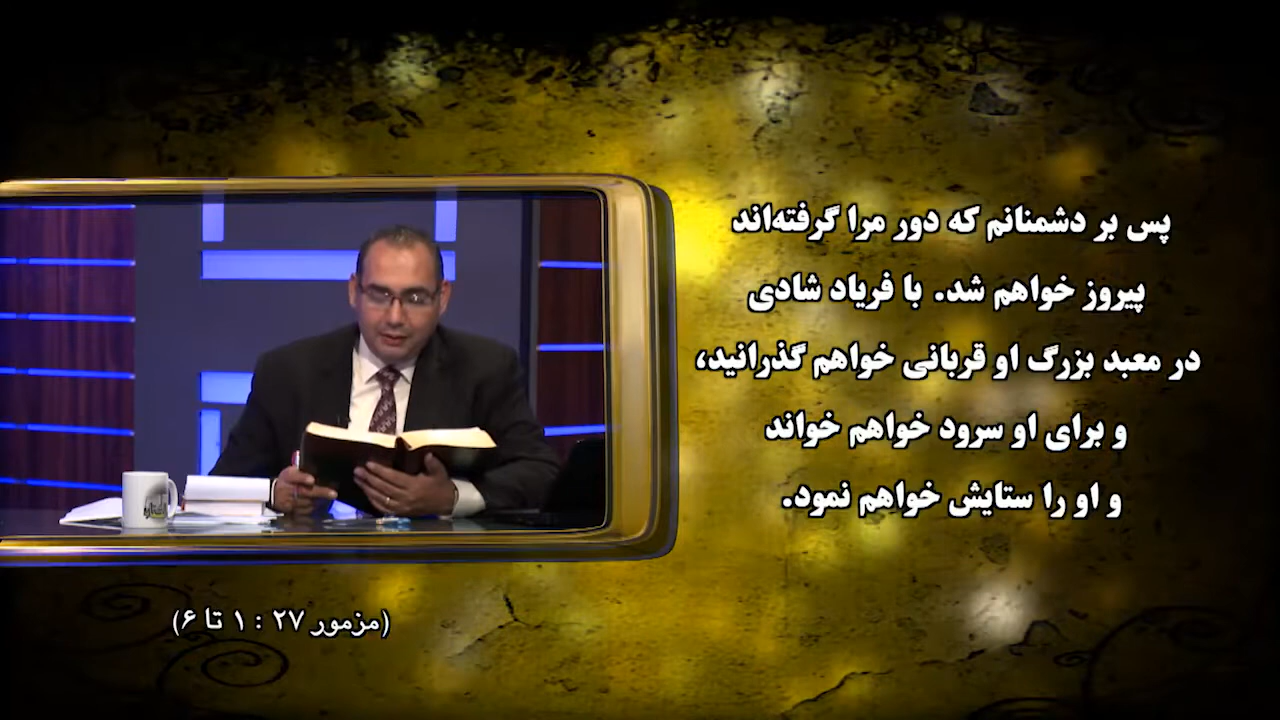 پس بر دشمنانم که دور مرا گرفته‌اند
پیروز خواهم شد. با فریاد شادی
در معبد بزرگ او قربانی خواهم گذرانید،
و برای او سرود خواهم خواند
و او را ستایش خواهم نمود.
(مزمور ۲۷ : ۱ تا ۶)